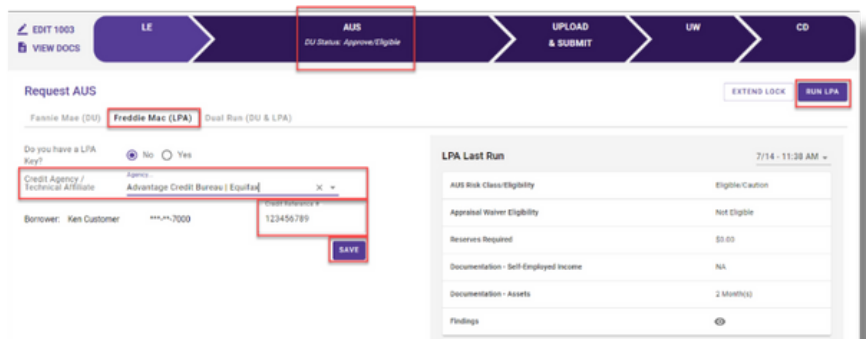 EDIT 1003
VIEW DOCS
LE
AUS
DU Status: Approve/Eligible
UPLOAD
& SUBMIT
UW
CD
Request AUS
EXTEND LOCK
RUN LPA
Fannie Mae (DU)
Freddie Mac (LPA)
Dual Run (DU & LPA)
Do you have a LPA
Key?
No
Yes
Credit Agency /
Technical Affiliate
Agency
Advantage Credit Bureau | Equifax
Borrower: Ken Customer
***-**-7000
Credit Reference #
123456789
SAVE
LPA Last Run
7/14 - 11:38 AM
AUS Risk Class/Eligibility
Eligible/Caution
Appraisal Waiver Eligibility
Not Eligible
Reserves Required
$0.00
Documentation - Self-Employed Income
NA
Documentation - Assets
2 Month(s)
Findings